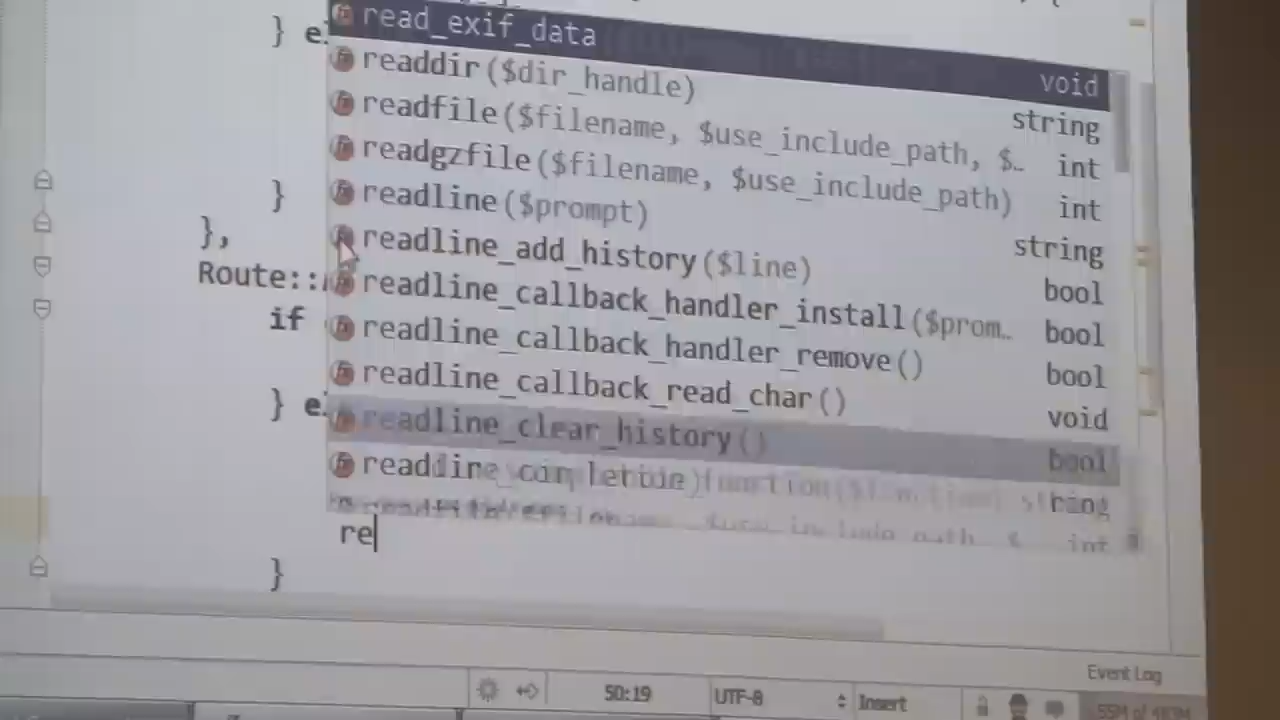 } e
read_exif_data void
readdir($dir_handle) string
readfile($filename, $use_include_path, $… int
readgzfile($filename, $use_include_path) int
} readline($prompt) string
}, readline_add_history($line) bool
Route:: readline_callback_handler_install($prom… bool
if readline_callback_handler_remove() bool
readline_callback_read_char() void
} e readline_clear_history() bool
re
}
Event Log
50:19 UTF-8 Insert